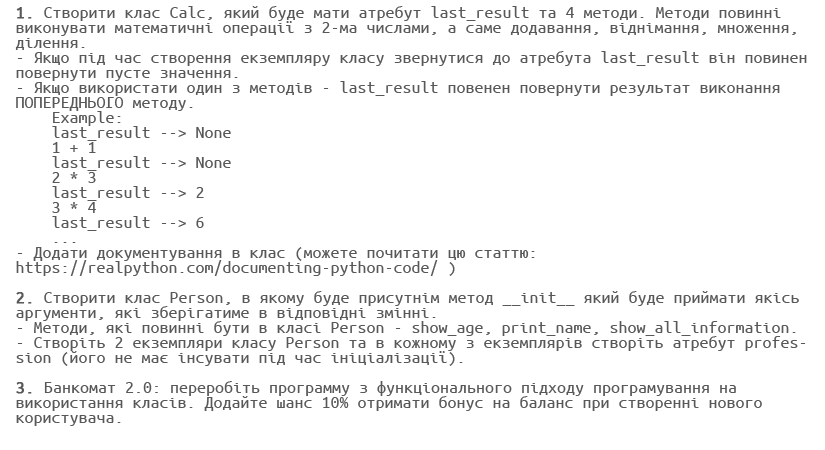 1. Створити клас Calc, який буде мати атребут last_result та 4 методи. Методи повинні
виконувати математичні операції з 2-ма числами, а саме додавання, віднімання, множення,
ділення.
- Якщо під час створення екземпляру класу звернутися до атребута last_result він повинен
повернути пусте значення.
- Якщо використати один з методів - last_result повенен повернути результат виконання
ПОПЕРЕДНЬОГО методу.
Example:
last_result --> None
1 + 1
last_result --> None
2 * 3
last_result --> 2
3 * 4
last_result --> 6
...
- Додати документування в клас (можете почитати цю статтю:
https://realpython.com/documenting-python-code/ )
2. Створити клас Person, в якому буде присутнім метод __init__ який буде приймати якісь
аргументи, які зберігатиме в відповідні змінні.
- Методи, які повинні бути в класі Person - show_age, print_name, show_all_information.
- Створіть 2 екземпляри класу Person та в кожному з екземплярів створіть атребут profes-
sion (його не має інсувати під час ініціалізації).
3. Банкомат 2.0: переробіть программу з функціонального підходу програмування на
використання класів. Додайте шанс 10% отримати бонус на баланс при створенні нового
користувача.